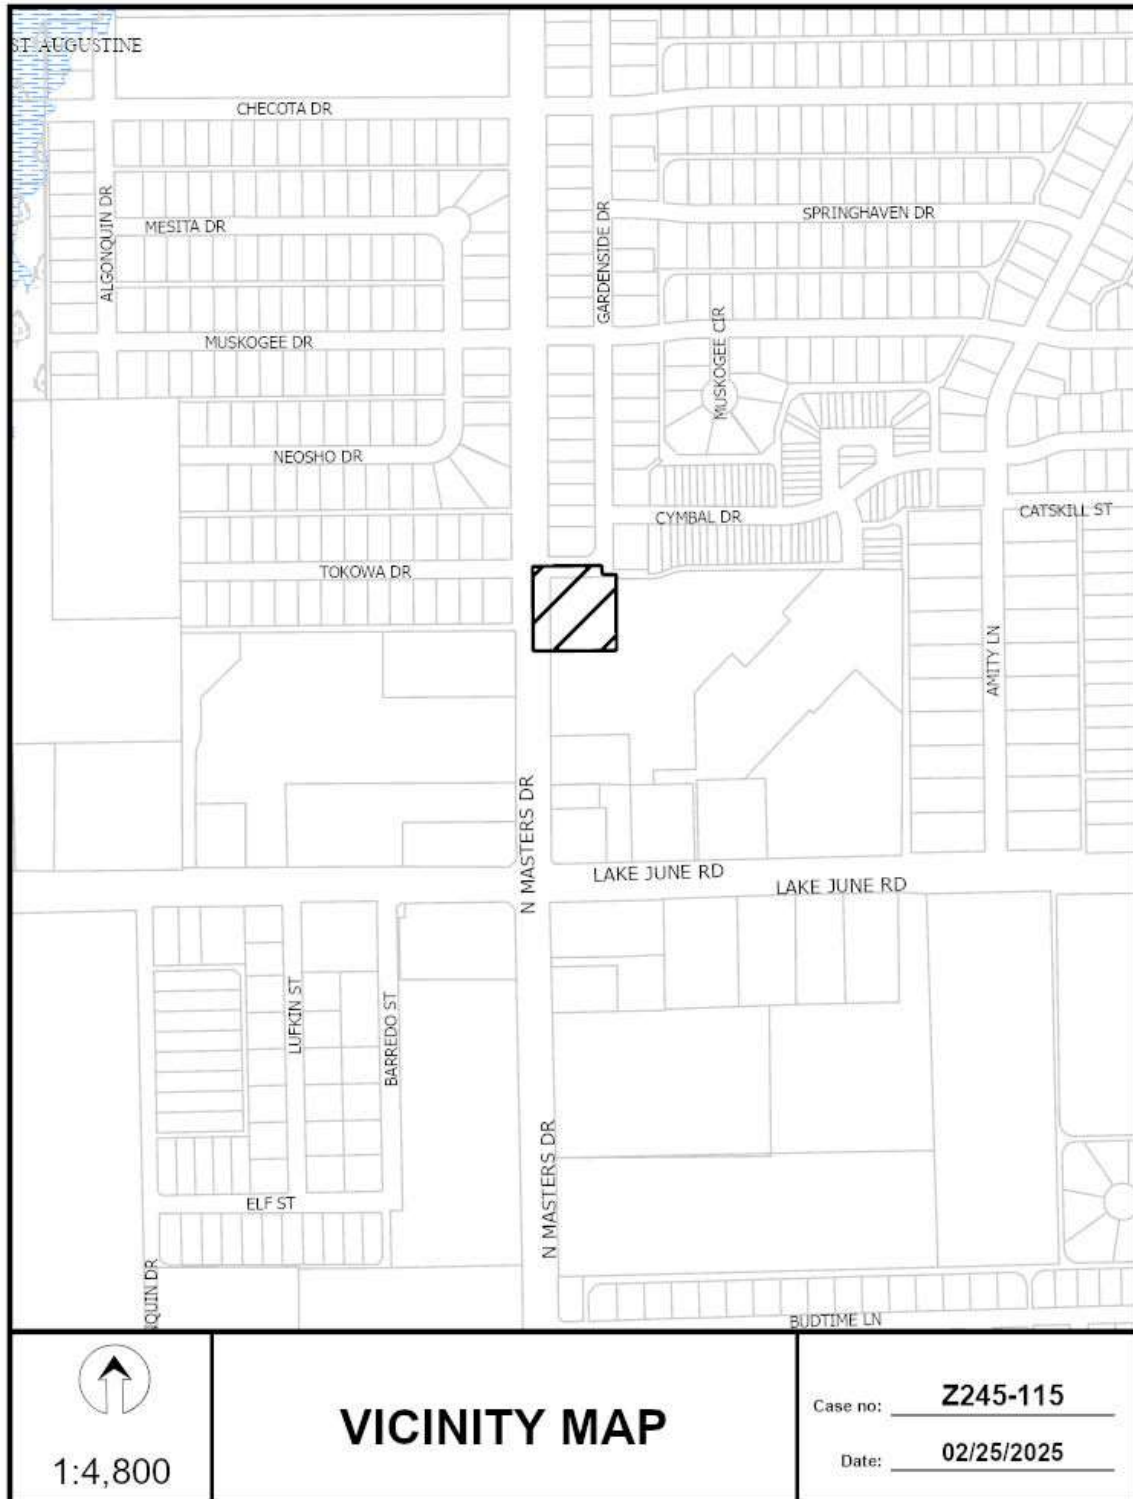 ST. AUGUSTINE
CHECOTA DR
ALGONQUIN DR
MESITA DR
GARDENSIDE DR
SPRINGHAVEN DR
MUSKOGEE DR
MUSKOGEE CIR
NEOSHO DR
CYMBAL DR
CATSKILL ST
TOKOWA DR
AMITY LN
N MASTERS DR
LAKE JUNE RD
LAKE JUNE RD
LUFKIN ST
BARREDO ST
N MASTERS DR
ELF ST
NQUIN DR
BUDTIME LN
1:4,800
VICINITY MAP
Case no: Z245-115
Date: 02/25/2025